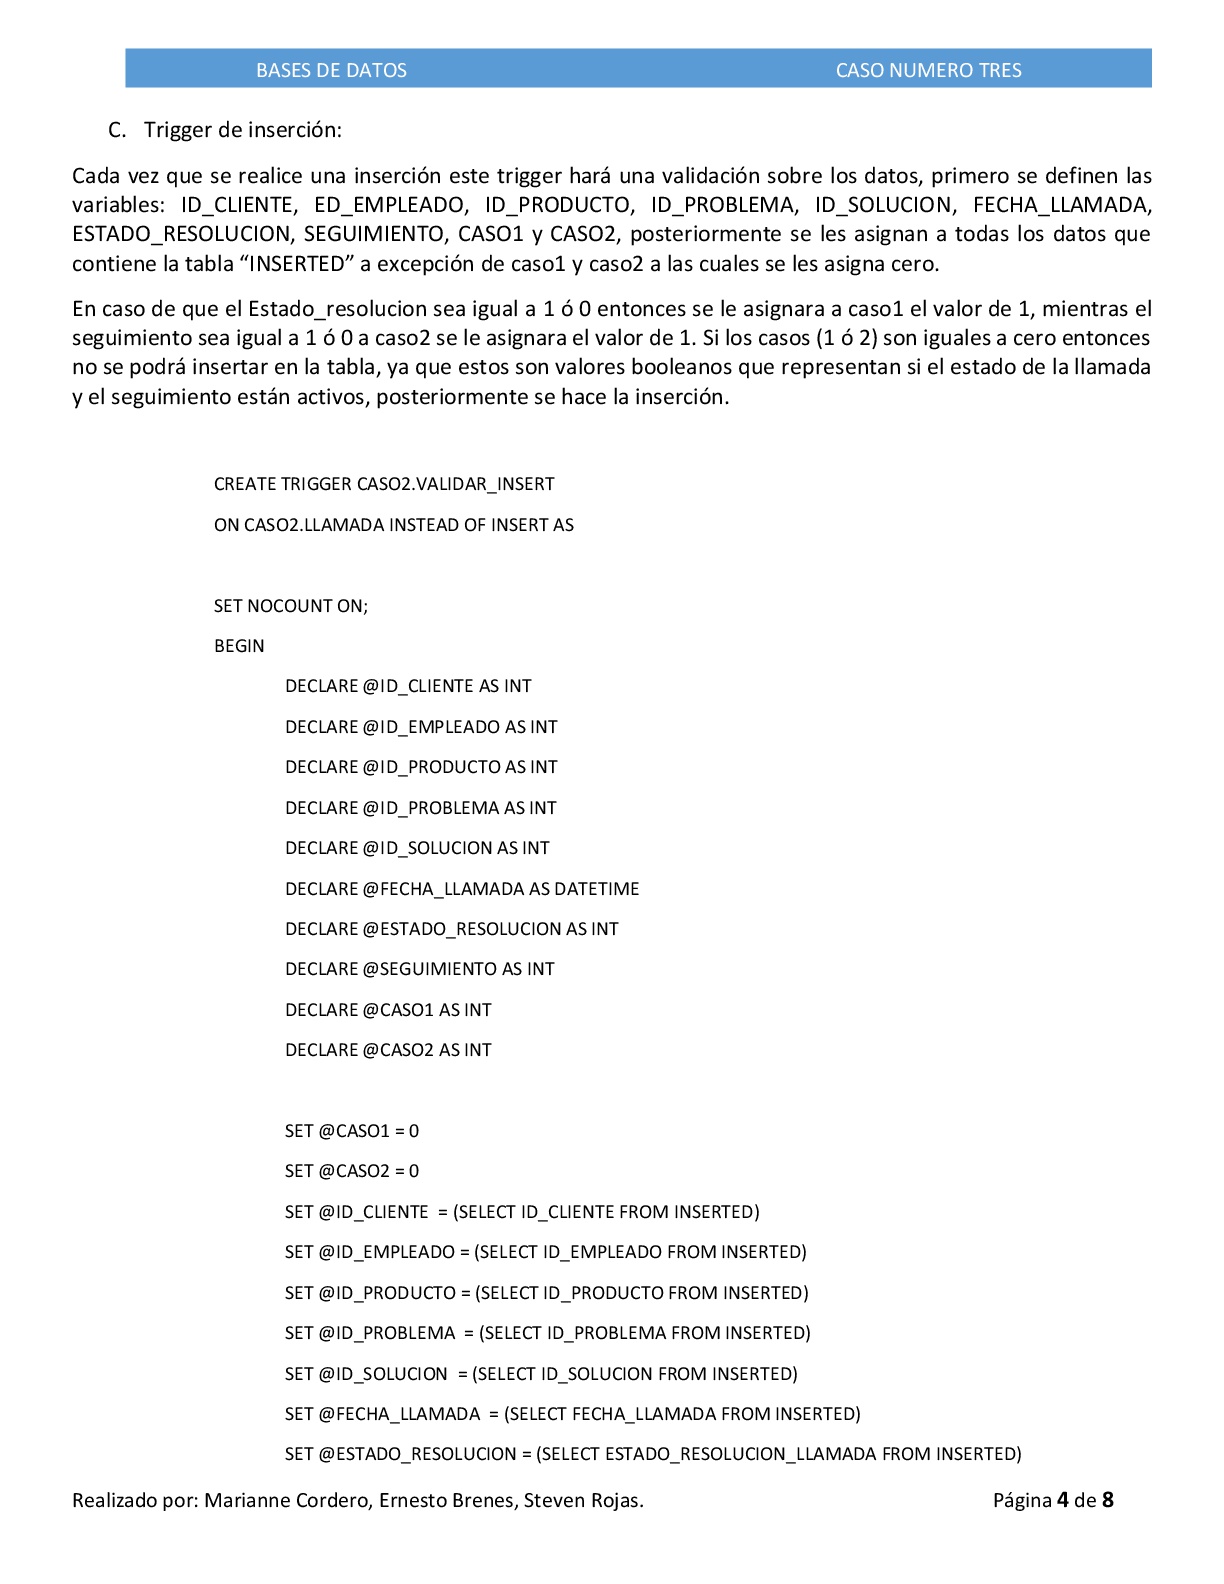 BASES DE DATOS CASO NUMERO TRES
C. Trigger de inserción:
Cada vez que se realice una inserción este trigger hará una validación sobre los datos, primero se definen las
variables: ID_CLIENTE, ED_EMPLEADO, ID_PRODUCTO, ID_PROBLEMA, ID_SOLUCION, FECHA_LLAMADA,
ESTADO_RESOLUCION, SEGUIMIENTO, CASO1 y CASO2, posteriormente se les asignan a todas los datos que
contiene la tabla “INSERTED” a excepción de caso1 y caso2 a las cuales se les asigna cero.
En caso de que el Estado_resolucion sea igual a 1 ó 0 entonces se le asignara a caso1 el valor de 1, mientras el
seguimiento sea igual a 1 ó 0 a caso2 se le asignara el valor de 1. Si los casos (1 ó 2) son iguales a cero entonces
no se podrá insertar en la tabla, ya que estos son valores booleanos que representan si el estado de la llamada
y el seguimiento están activos, posteriormente se hace la inserción.
CREATE TRIGGER CASO2.VALIDAR_INSERT
ON CASO2.LLAMADA INSTEAD OF INSERT AS
SET NOCOUNT ON;
BEGIN
DECLARE @ID_CLIENTE AS INT
DECLARE @ID_EMPLEADO AS INT
DECLARE @ID_PRODUCTO AS INT
DECLARE @ID_PROBLEMA AS INT
DECLARE @ID_SOLUCION AS INT
DECLARE @FECHA_LLAMADA AS DATETIME
DECLARE @ESTADO_RESOLUCION AS INT
DECLARE @SEGUIMIENTO AS INT
DECLARE @CASO1 AS INT
DECLARE @CASO2 AS INT
SET @CASO1 = 0
SET @CASO2 = 0
SET @ID_CLIENTE = (SELECT ID_CLIENTE FROM INSERTED)
SET @ID_EMPLEADO = (SELECT ID_EMPLEADO FROM INSERTED)
SET @ID_PRODUCTO = (SELECT ID_PRODUCTO FROM INSERTED)
SET @ID_PROBLEMA = (SELECT ID_PROBLEMA FROM INSERTED)
SET @ID_SOLUCION = (SELECT ID_SOLUCION FROM INSERTED)
SET @FECHA_LLAMADA = (SELECT FECHA_LLAMADA FROM INSERTED)
SET @ESTADO_RESOLUCION = (SELECT ESTADO_RESOLUCION_LLAMADA FROM INSERTED)
Realizado por: Marianne Cordero, Ernesto Brenes, Steven Rojas. Página 4 de 8